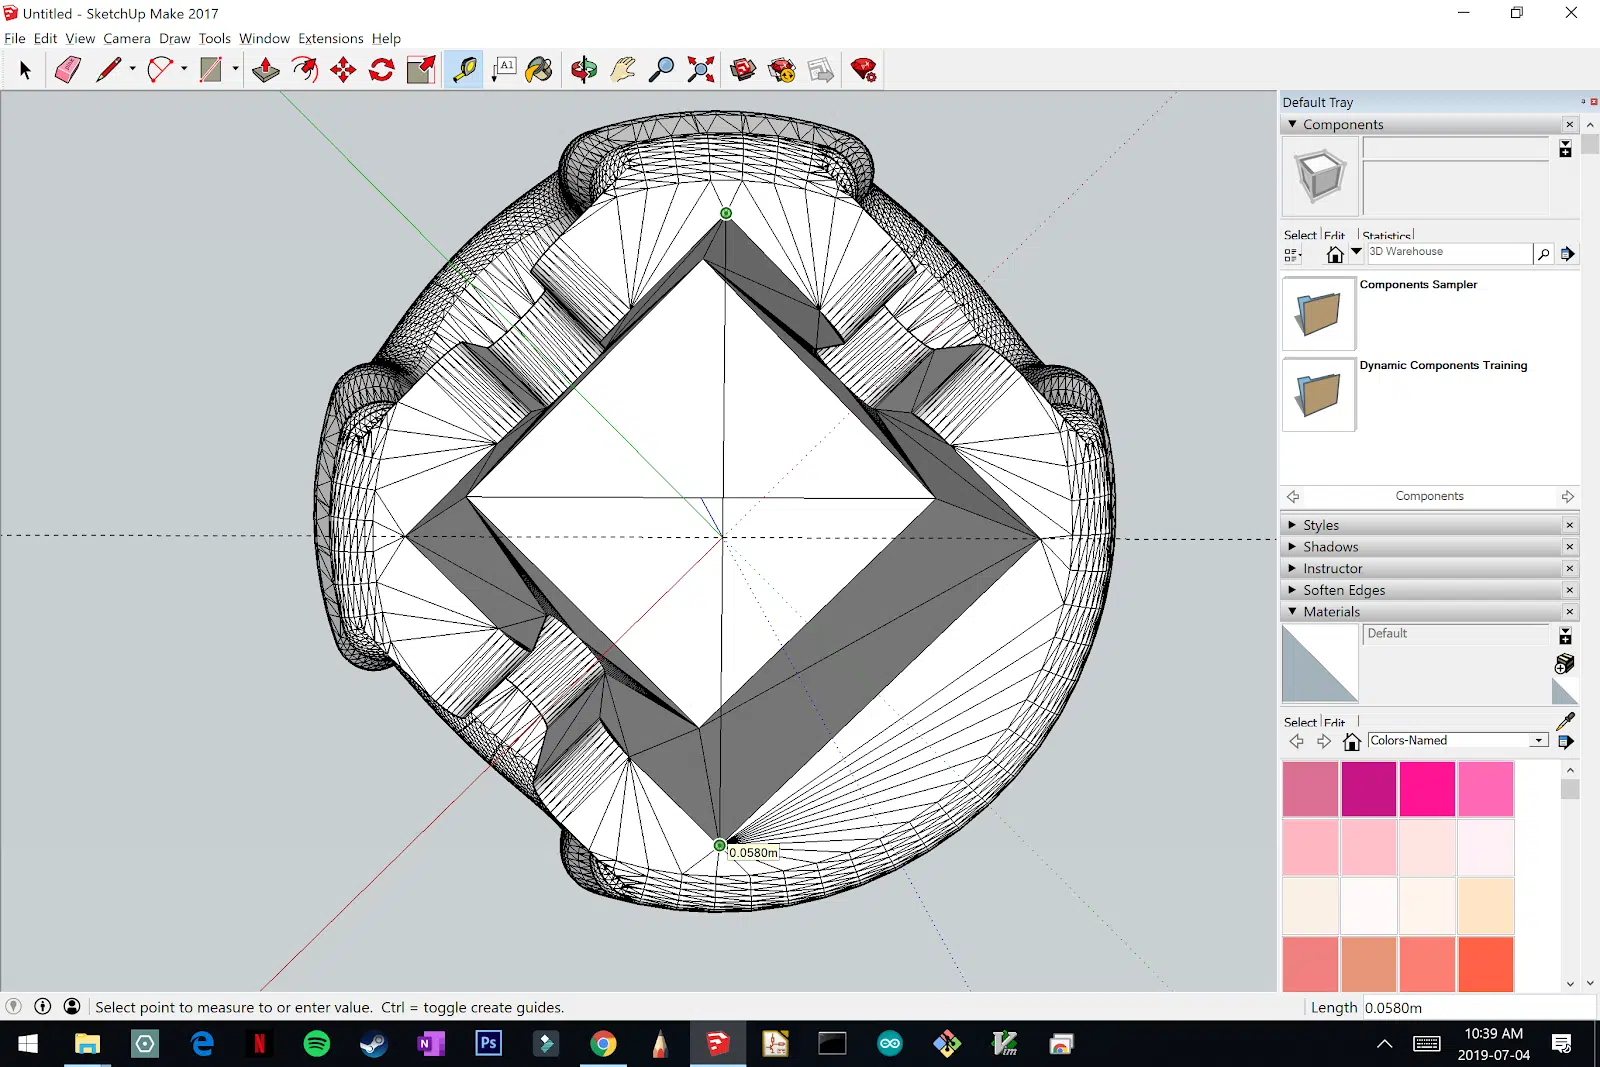 Untitled - SketchUp Make 2017
File Edit View Camera Draw Tools Window Extensions Help
A1
Default Tray
Components
Select Edit Statistics
3D Warehouse
Components Sampler
Dynamic Components Training
Components
Styles
Shadows
Instructor
Soften Edges
Materials
Default
Select Edit
Colors-Named
0.0580m
Select point to measure to or enter value. Ctrl = toggle create guides.
Length 0.0580m
N
N
Ps
Vim
10:39 AM
2019-07-04